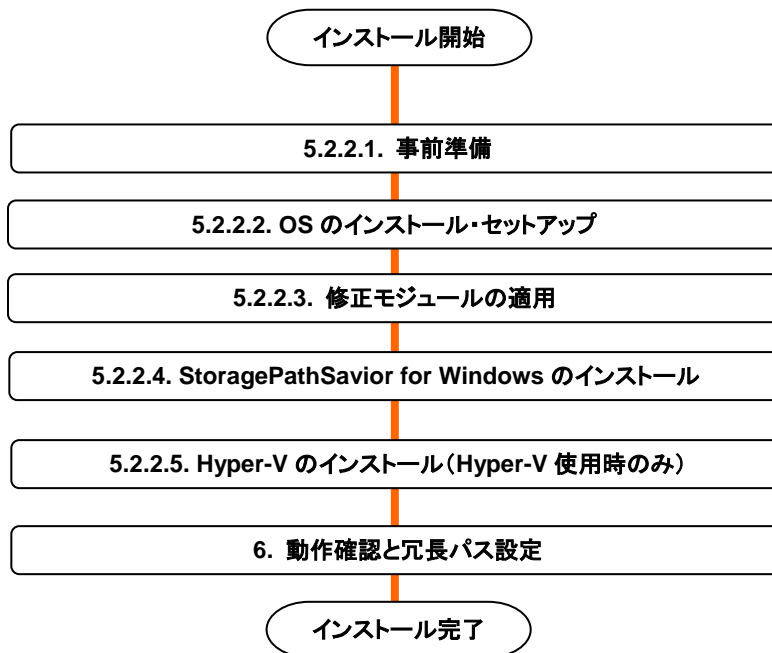 インストール開始
5.2.2.1. 事前準備
5.2.2.2. OS のインストール・セットアップ
5.2.2.3. 修正モジュールの適用
5.2.2.4. StoragePathSavior for Windows のインストール
5.2.2.5. Hyper-V のインストール（Hyper-V 使用時のみ）
6. 動作確認と冗長パス設定
インストール完了